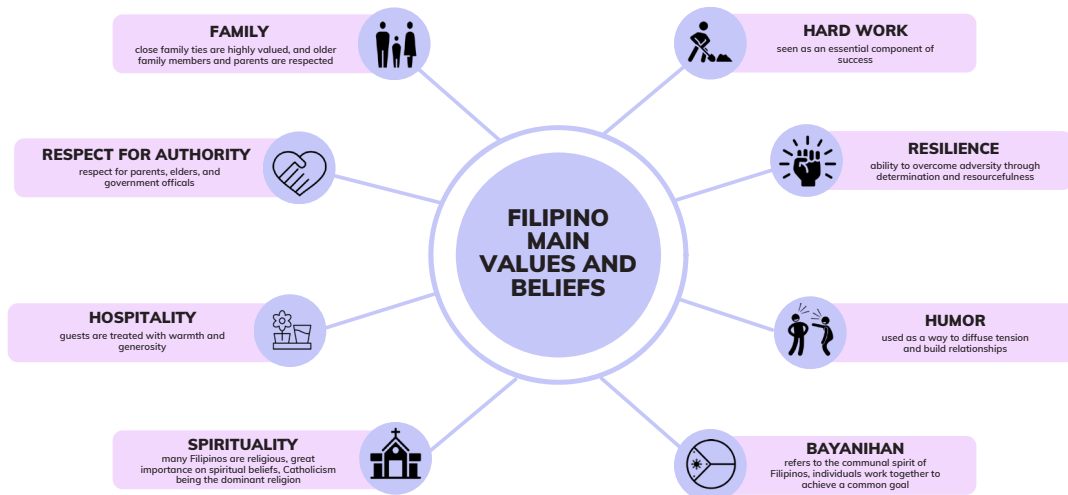 FAMILY
close family ties are highly valued, and older
family members and parents are respected
HARD WORK
seen as an essential component of
success
RESPECT FOR AUTHORITY
respect for parents, elders, and
government officals
RESILIENCE
ability to overcome adversity through
determination and resourcefulness
FILIPINO
MAIN
VALUES AND
BELIEFS
HOSPITALITY
guests are treated with warmth and
generosity
HUMOR
used as a way to diffuse tension
and build relationships
SPIRITUALITY
many Filipinos are religious, great
importance on spiritual beliefs, Catholicism
being the dominant religion
BAYANIHAN
refers to the communal spirit of
Filipinos, individuals work together to
achieve a common goal